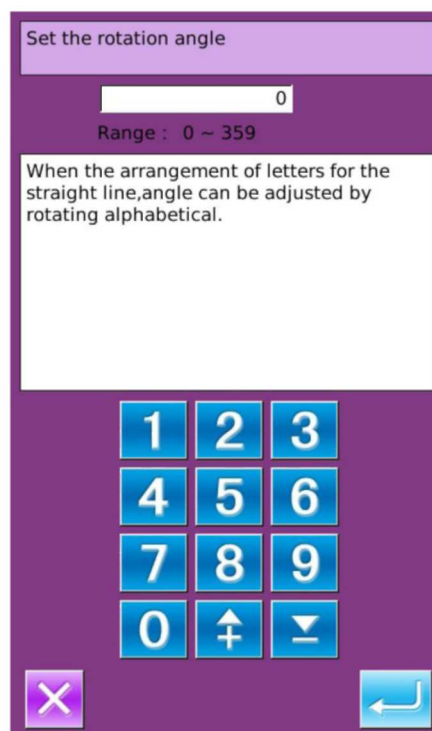 Set the rotation angle
0
Range : 0 ~ 359
When the arrangement of letters for the
straight line,angle can be adjusted by
rotating alphabetical.
1 2 3
4 5 6
7 8 9
0